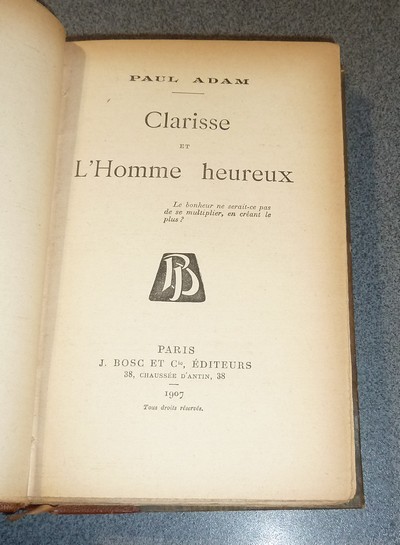 PAUL ADAM
Clarisse
ET
L'Homme heureux
Le bonheur ne serait-ce pas
de se multiplier, en créant le
plus?
PARIS
J. BOSC ET Cie, ÉDITEURS
38, CHAUSSÉE D'ANTIN, 38
1907
Tous droits réservés.